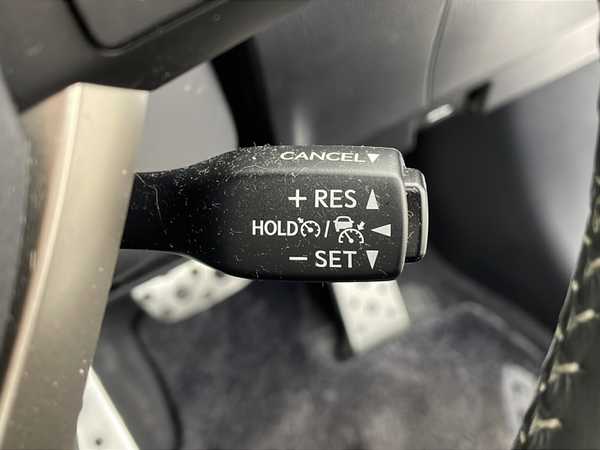 CANCEL▼
+ RES ▲
HOLD / ◀
− SET ▼